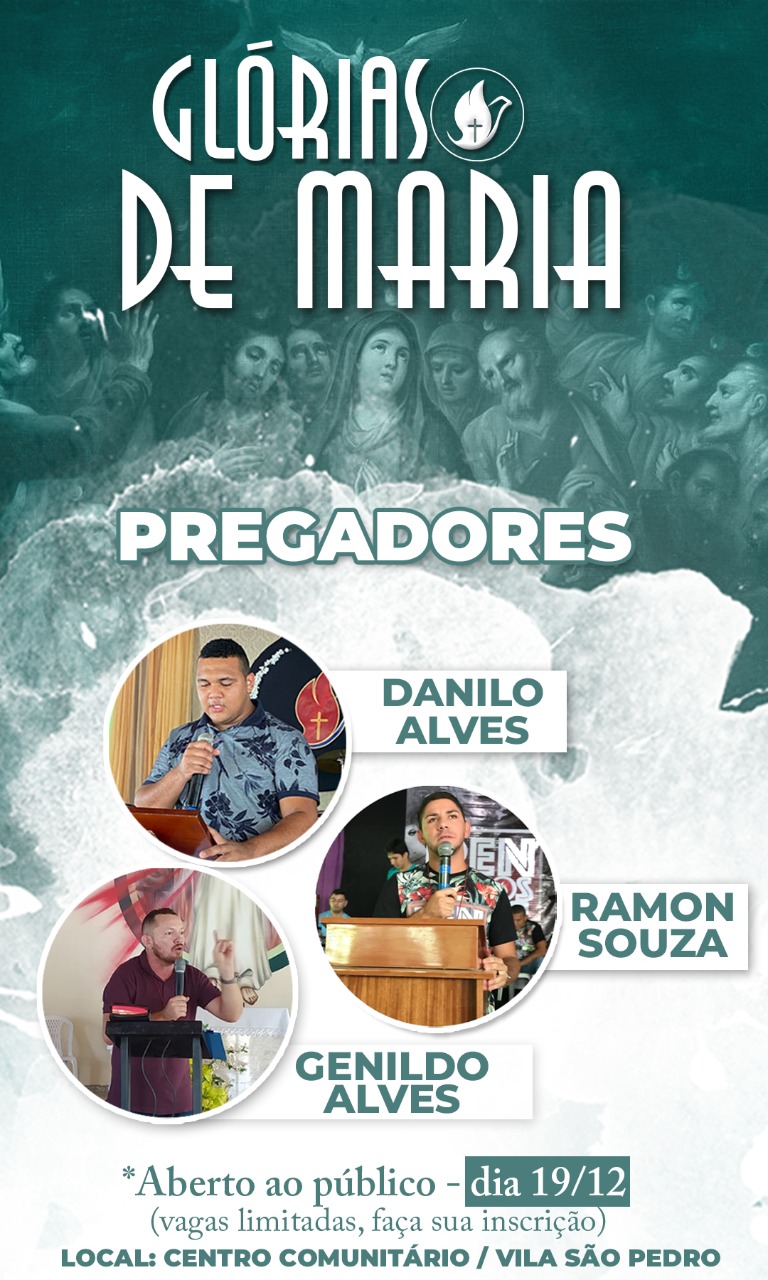 GLÓRIAS
DE MARIA
PREGADORES
DANILO
ALVES
RAMON
SOUZA
GENILDO
ALVES
*Aberto ao público - dia 19/12
(vagas limitadas, faça sua inscrição)
LOCAL: CENTRO COMUNITÁRIO / VILA SÃO PEDRO